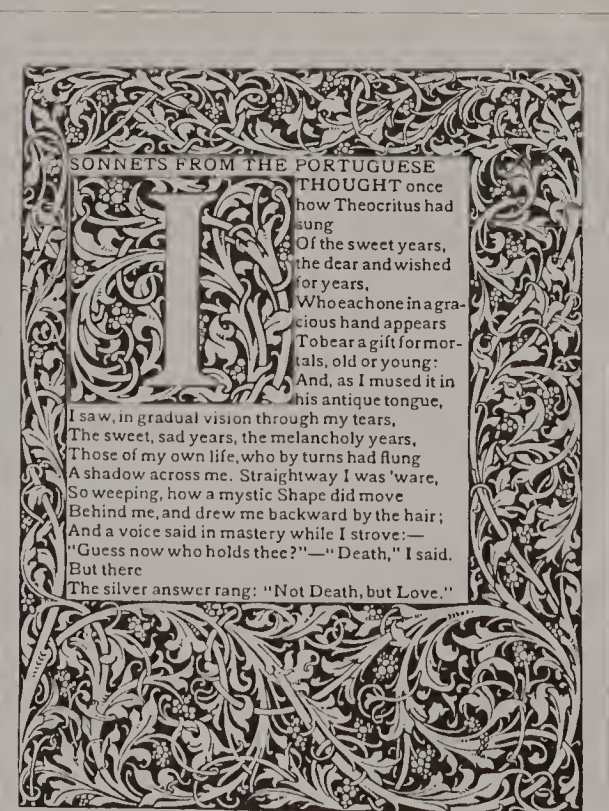 SONNETS FROM THE PORTUGUESE
I THOUGHT once
how Theocritus had
sung
Of the sweet years,
the dear and wished
for years,
Who each one in a gra-
cious hand appears
To bear a gift for mor-
tals, old or young:
And, as I mused it in
his antique tongue,
I saw, in gradual vision through my tears,
The sweet, sad years, the melancholy years,
Those of my own life, who by turns had flung
A shadow across me. Straightway I was 'ware,
So weeping, how a mystic Shape did move
Behind me, and drew me backward by the hair;
And a voice said in mastery while I strove:—
"Guess now who holds thee?"—"Death," I said.
But there
The silver answer rang: "Not Death, but Love."